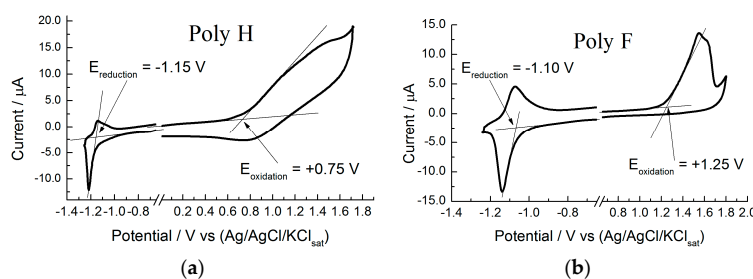 Poly H
E_reduction = -1.15 V
E_oxidation = +0.75 V
Current / µA
20.0
15.0
10.0
5.0
0.0
-5.0
-10.0
-1.4 -1.2 -1.0 -0.8 0.2 0.4 0.6 0.8 1.0 1.2 1.4 1.6 1.8
Potential / V vs (Ag/AgCl/KCl_sat)
(a)
Poly F
E_reduction = -1.10 V
E_oxidation = +1.25 V
Current / µA
15.0
10.0
5.0
0.0
-5.0
-10.0
-15.0
-1.4 -1.2 -1.0 -0.8 0.8 1.0 1.2 1.4 1.6 1.8 2.0
Potential / V vs (Ag/AgCl/KCl_sat)
(b)